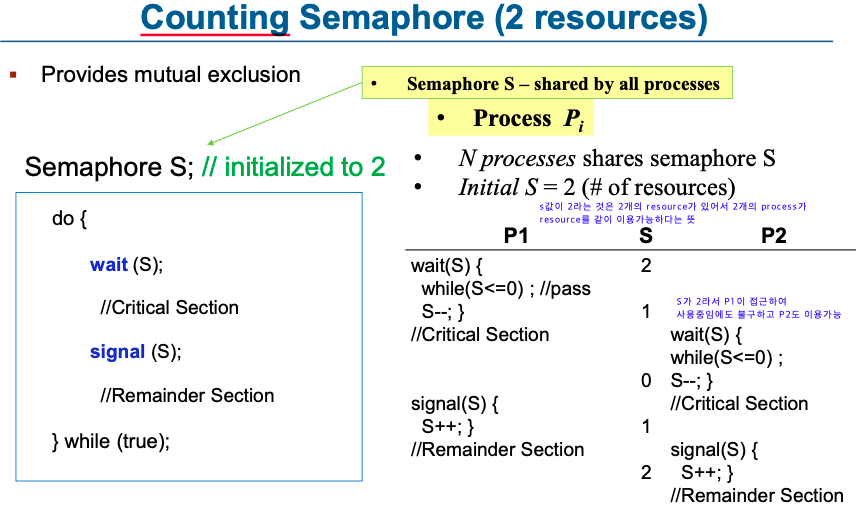 Counting Semaphore (2 resources)
▪ Provides mutual exclusion
• Semaphore S – shared by all processes
• Process Pi
Semaphore S; // initialized to 2
• N processes shares semaphore S
• Initial S = 2 (# of resources)
s값이 2라는 것은 2개의 resource가 있어서 2개의 process가
resource를 같이 이용가능하다는 뜻
do {
wait (S);
//Critical Section
signal (S);
//Remainder Section
} while (true);
P1 S P2
wait(S) { 2
while(S<=0) ; //pass
S가 2라서 P1이 접근하여
S--; } 1
사용중임에도 불구하고 P2도 이용가능
//Critical Section wait(S) {
while(S<=0) ;
0 S--; }
signal(S) { //Critical Section
S++; } 1
//Remainder Section signal(S) {
2 S++; }
//Remainder Section